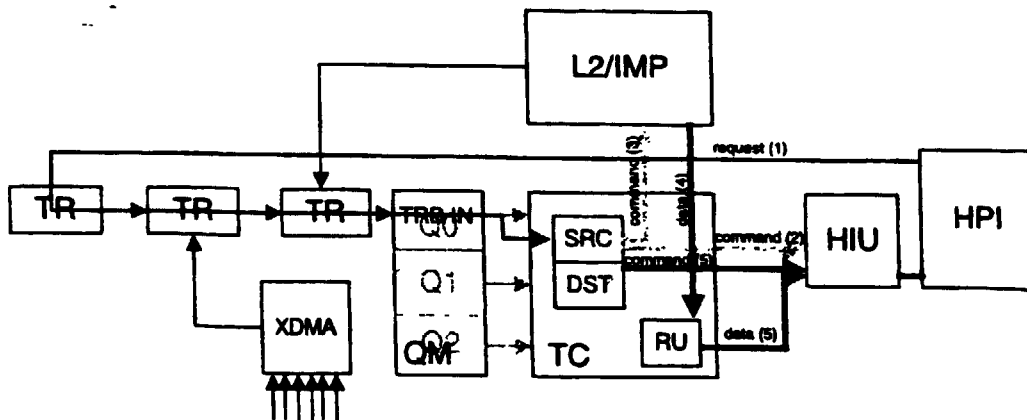 L2/IMP
request (1)
command (3)
data (4)
TR
TR
TR
TRB IN
Q0
SRC
command (2)
HIU
HPI
command (5)
DST
Q1
XDMA
Q2
QM
TC
RU
data (5)